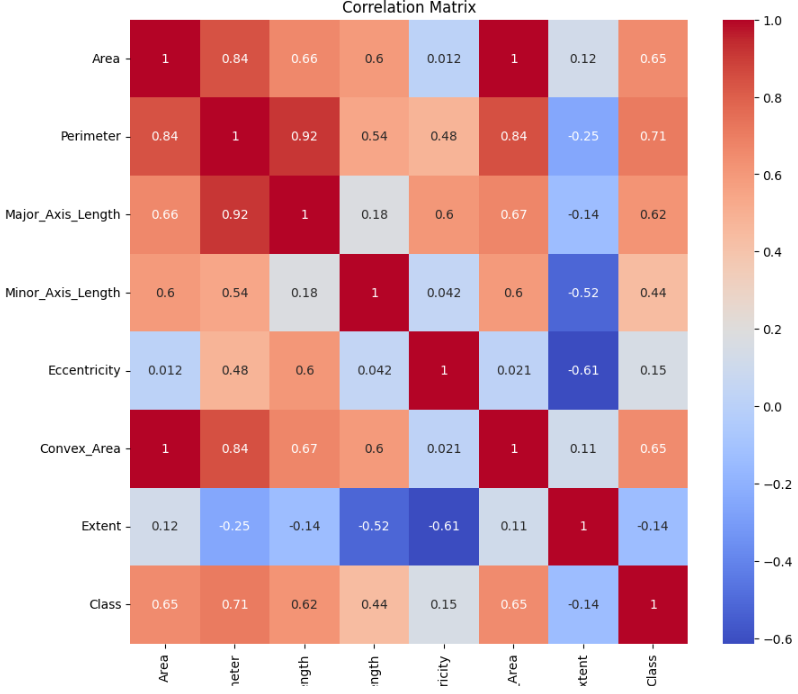 Correlation Matrix
Area 1 0.84 0.66 0.6 0.012 1 0.12 0.65
Perimeter 0.84 1 0.92 0.54 0.48 0.84 -0.25 0.71
Major_Axis_Length 0.66 0.92 1 0.18 0.6 0.67 -0.14 0.62
Minor_Axis_Length 0.6 0.54 0.18 1 0.042 0.6 -0.52 0.44
Eccentricity 0.012 0.48 0.6 0.042 1 0.021 -0.61 0.15
Convex_Area 1 0.84 0.67 0.6 0.021 1 0.11 0.65
Extent 0.12 -0.25 -0.14 -0.52 -0.61 0.11 1 -0.14
Class 0.65 0.71 0.62 0.44 0.15 0.65 -0.14 1
Area
meter
ength
ength
ricity
_Area
xtent
Class
1.0
0.8
0.6
0.4
0.2
0.0
−0.2
−0.4
−0.6